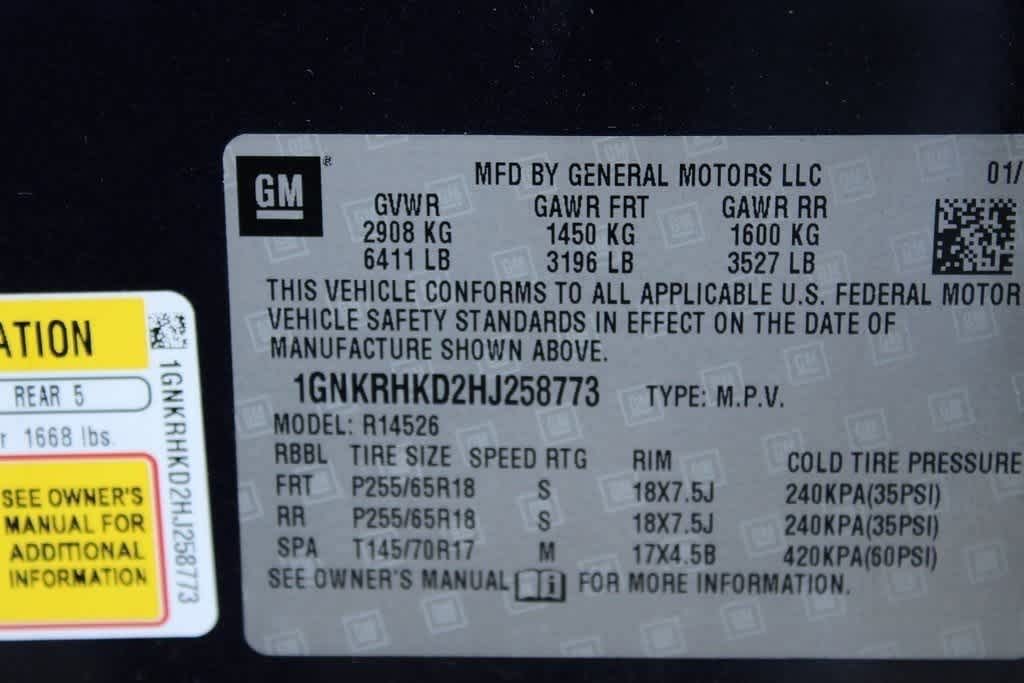 GM ®
MFD BY GENERAL MOTORS LLC 01/
GVWR GAWR FRT GAWR RR
2908 KG 1450 KG 1600 KG
6411 LB 3196 LB 3527 LB
THIS VEHICLE CONFORMS TO ALL APPLICABLE U.S. FEDERAL MOTOR
VEHICLE SAFETY STANDARDS IN EFFECT ON THE DATE OF
MANUFACTURE SHOWN ABOVE.
1GNKRHKD2HJ258773 TYPE: M.P.V.
MODEL: R14526
RBBL TIRE SIZE SPEED RTG RIM COLD TIRE PRESSURE
FRT P255/65R18 S 18X7.5J 240KPA(35PSI)
RR P255/65R18 S 18X7.5J 240KPA(35PSI)
SPA T145/70R17 M 17X4.5B 420KPA(60PSI)
SEE OWNER'S MANUAL i FOR MORE INFORMATION.
ATION
REAR 5
r 1668 lbs.
SEE OWNER'S
MANUAL FOR
ADDITIONAL
INFORMATION
1GNKRHKD2HJ258773